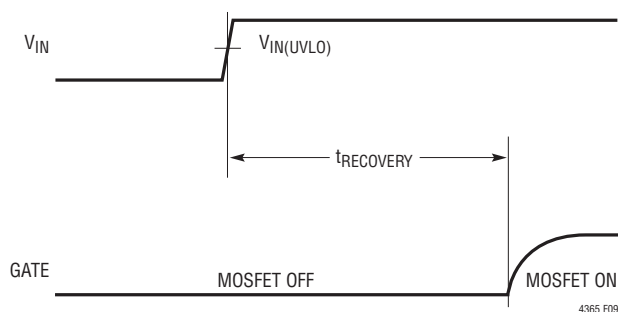 VIN
VIN(UVLO)
tRECOVERY
GATE
MOSFET OFF
MOSFET ON
4365 F09